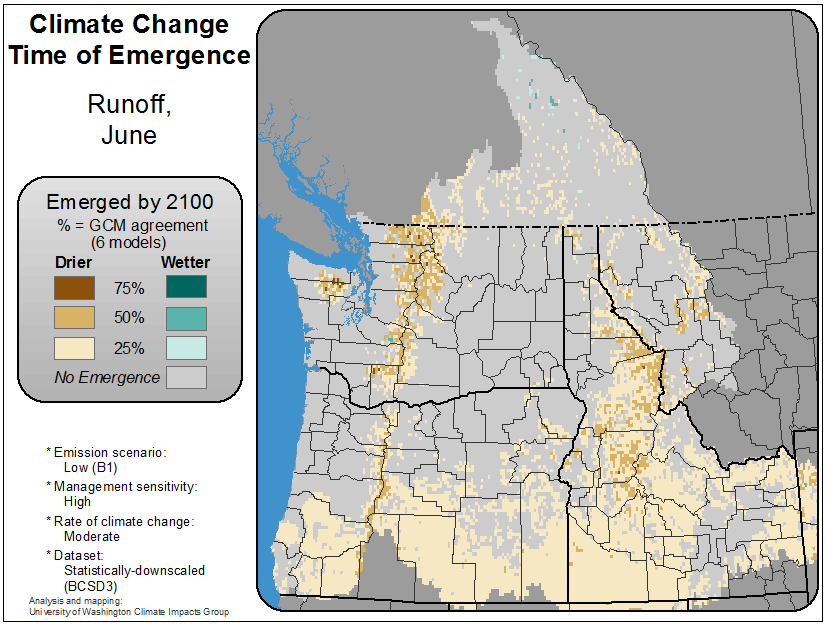 Climate Change
Time of Emergence
Runoff,
June
Emerged by 2100
% = GCM agreement
(6 models)
Drier Wetter
75%
50%
25%
No Emergence
* Emission scenario:
Low (B1)
* Management sensitivity:
High
* Rate of climate change:
Moderate
* Dataset:
Statistically-downscaled
(BCSD3)
Analysis and mapping:
University of Washington Climate Impacts Group